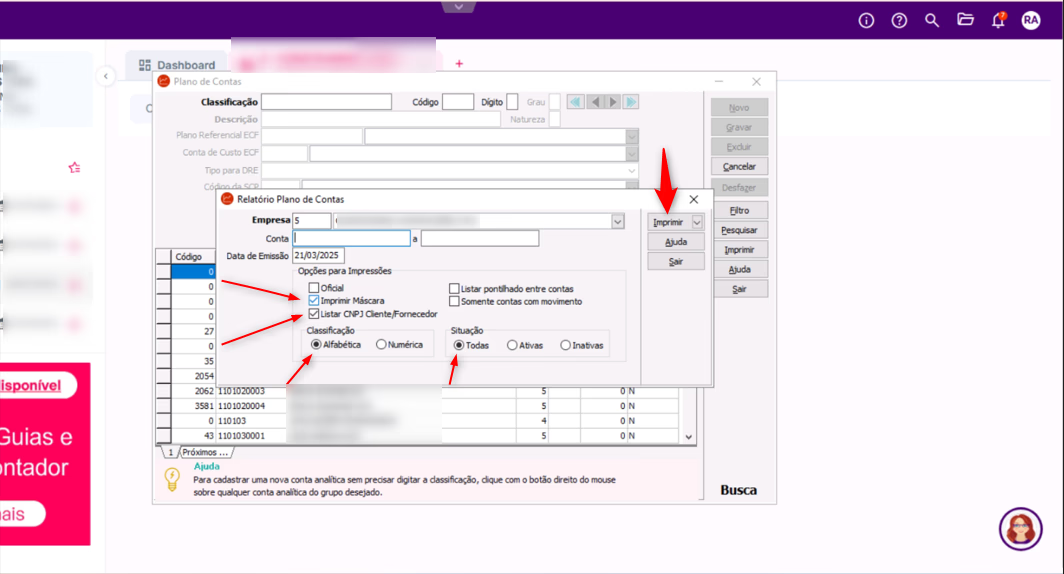 7
RA
Dashboard
+
Plano de Contas
Classificação Código Dígito Grau
Descrição Natureza
Plano Referencial ECF
Conta de Custo ECF
Tipo para DRE
Código da SCP
Novo
Gravar
Excluir
Cancelar
Desfazer
Filtro
Pesquisar
Imprimir
Ajuda
Sair
Relatório Plano de Contas
Empresa 5
Conta a
Data de Emissão 21/03/2025
Imprimir
Ajuda
Sair
Opções para Impressões
Oficial Listar pontilhado entre contas
Imprimir Máscara Somente contas com movimento
Listar CNPJ Cliente/Fornecedor
Classificação Situação
Alfabética Numérica Todas Ativas Inativas
Código
0
0
0
0
27
0
35
2054
2062 1101020003 5 0 N
3581 1101020004 5 0 N
0 110103 4 0 N
43 1101030001 5 0 N
1 Próximos ...
Ajuda
Para cadastrar uma nova conta analítica sem precisar digitar a classificação, clique com o botão direito do mouse
sobre qualquer conta analítica do grupo desejado.
Busca
isponível
Guias e
ontador
nais